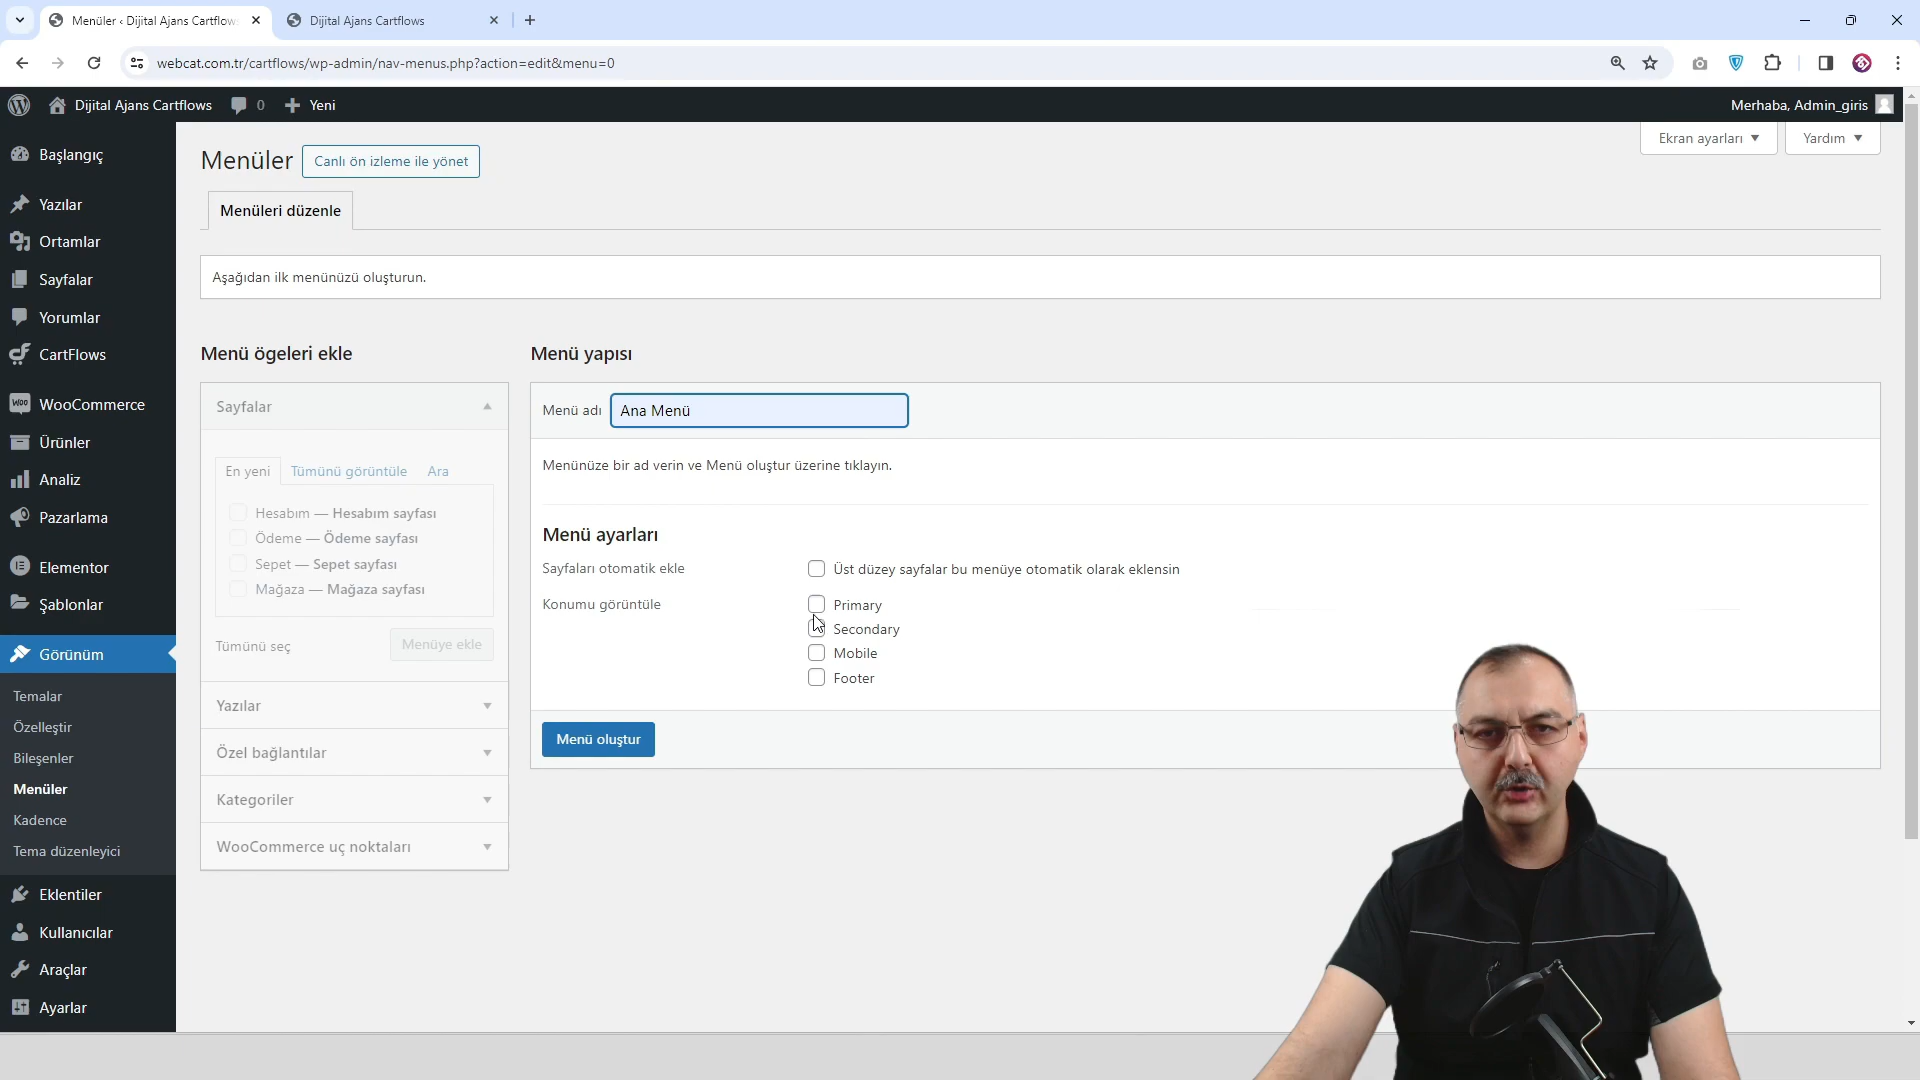 Menüler ‹ Dijital Ajans Cartflow
Dijital Ajans Cartflows
webcat.com.tr/cartflows/wp-admin/nav-menus.php?action=edit&menu=0
Dijital Ajans Cartflows
0
Yeni
Merhaba, Admin_giris
Ekran ayarları
Yardım
Başlangıç
Yazılar
Ortamlar
Sayfalar
Yorumlar
CartFlows
Woo WooCommerce
Ürünler
Analiz
Pazarlama
Elementor
Şablonlar
Görünüm
Temalar
Özelleştir
Bileşenler
Menüler
Kadence
Tema düzenleyici
Eklentiler
Kullanıcılar
Araçlar
Ayarlar
Menüler
Canlı ön izleme ile yönet
Menüleri düzenle
Aşağıdan ilk menünüzü oluşturun.
Menü ögeleri ekle
Sayfalar
En yeni
Tümünü görüntüle
Ara
Hesabım — Hesabım sayfası
Ödeme — Ödeme sayfası
Sepet — Sepet sayfası
Mağaza — Mağaza sayfası
Tümünü seç
Menüye ekle
Yazılar
Özel bağlantılar
Kategoriler
WooCommerce uç noktaları
Menü yapısı
Menü adı
Ana Menü
Menünüze bir ad verin ve Menü oluştur üzerine tıklayın.
Menü ayarları
Sayfaları otomatik ekle
Üst düzey sayfalar bu menüye otomatik olarak eklensin
Konumu görüntüle
Primary
Secondary
Mobile
Footer
Menü oluştur